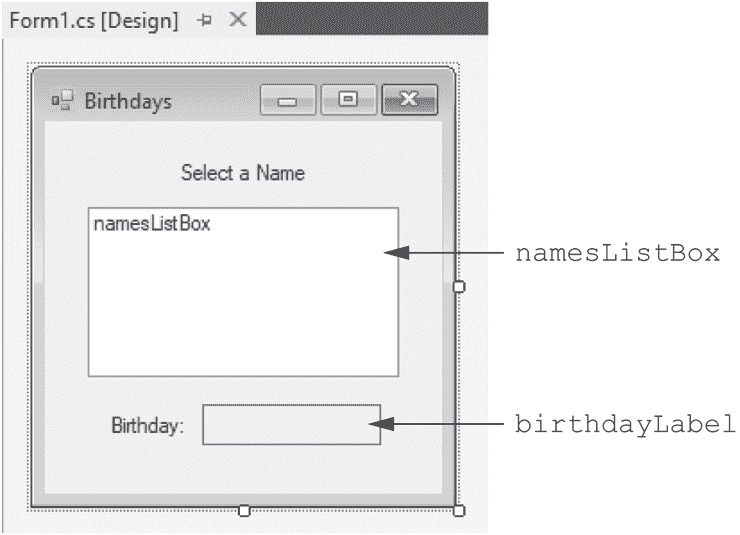 Form1.cs [Design]
Birthdays
Select a Name
namesListBox
namesListBox
Birthday:
birthdayLabel